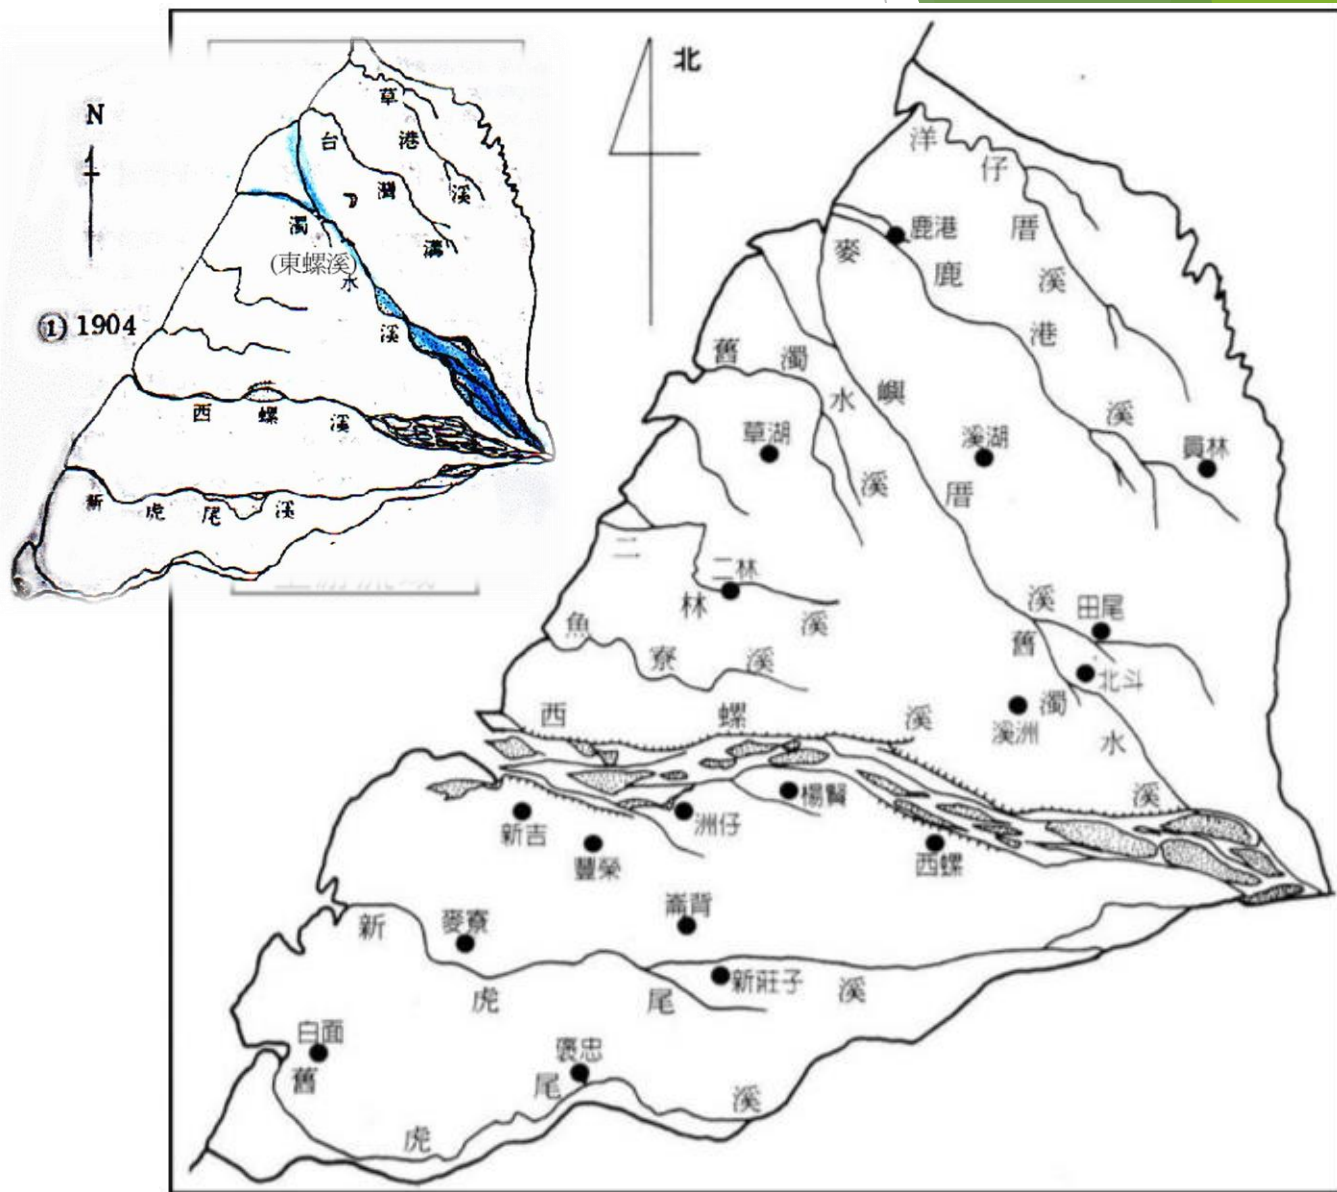 N
① 1904
草港溪
台灣溝
濁水溪
(東螺溪)
西螺溪
新虎尾溪
北
洋仔厝溪
鹿港
麥嶼厝溪
鹿港溪
舊濁水溪
草湖
溪湖
員林
二林溪
二林
魚寮溪
田尾
北斗
舊濁水溪
溪洲
西螺溪
楊賢
新吉
洲仔
豐榮
西螺
崙背
麥寮
新虎尾溪
新莊子
白面
褒忠
舊虎尾溪